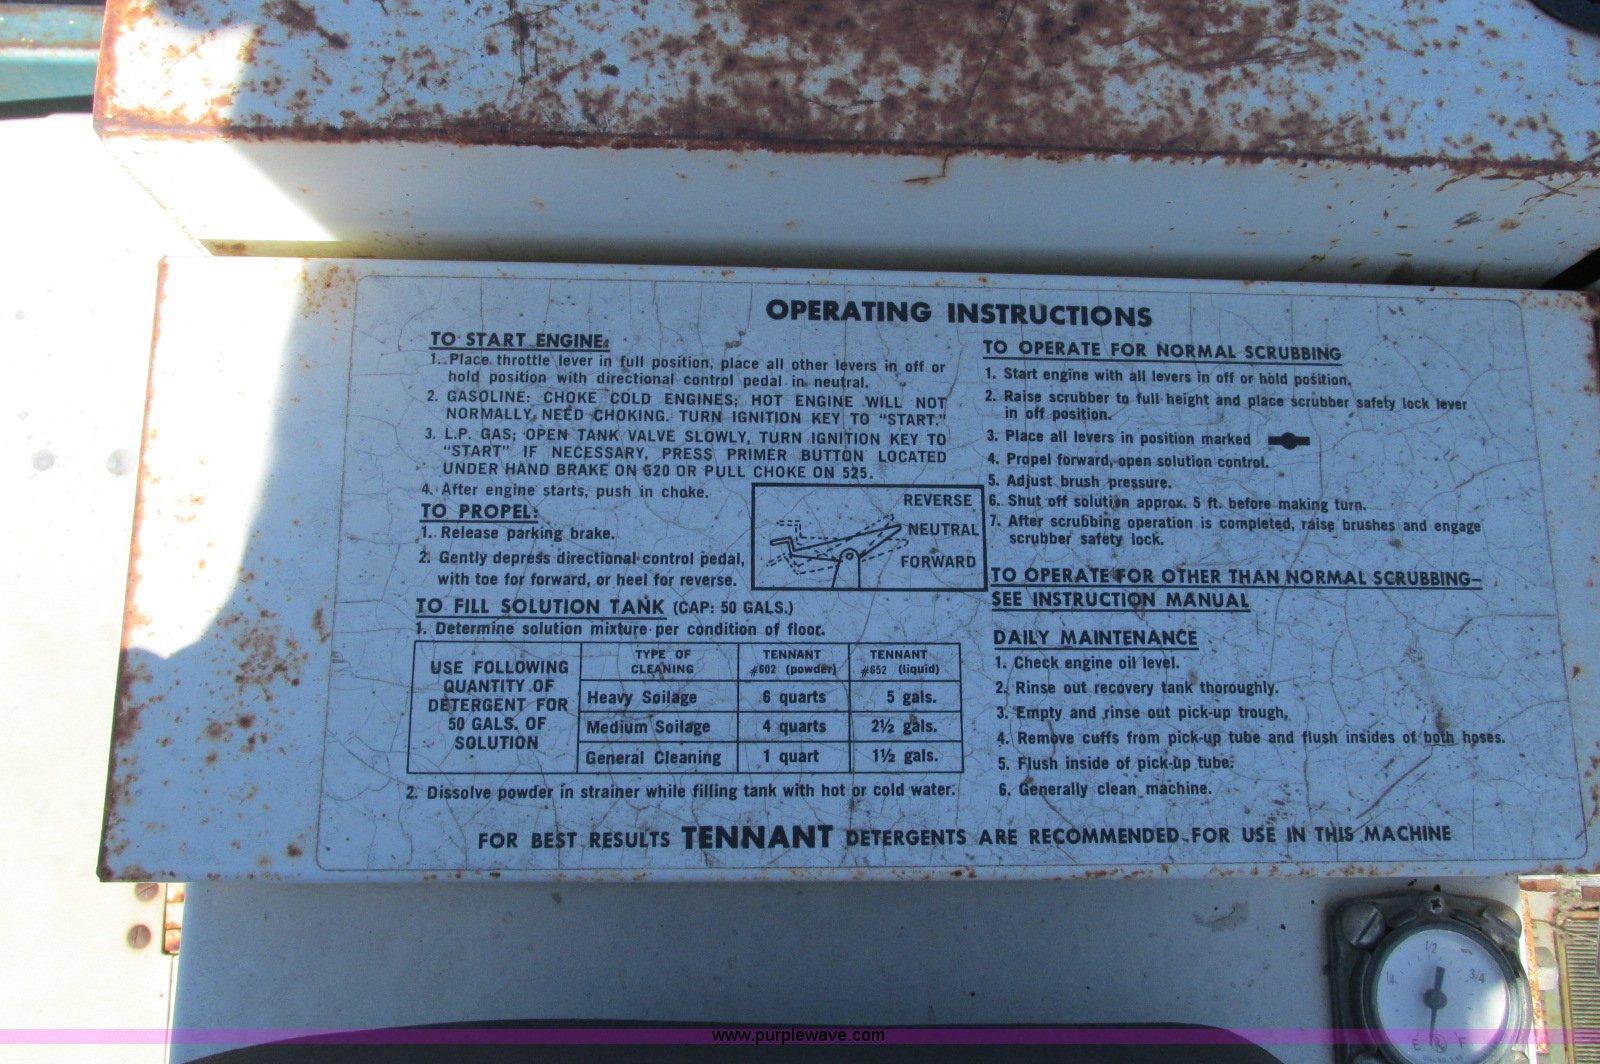 OPERATING INSTRUCTIONS
TO START ENGINE:
1. Place throttle lever in full position, place all other levers in off or
hold position with directional control pedal in neutral.
2. GASOLINE: CHOKE COLD ENGINES; HOT ENGINE WILL NOT
NORMALLY NEED CHOKING. TURN IGNITION KEY TO "START."
3. L.P. GAS; OPEN TANK VALVE SLOWLY, TURN IGNITION KEY TO
"START" IF NECESSARY, PRESS PRIMER BUTTON LOCATED
UNDER HAND BRAKE ON 520 OR PULL CHOKE ON 525.
4. After engine starts, push in choke.
TO PROPEL:
1. Release parking brake.
2. Gently depress directional control pedal,
with toe for forward, or heel for reverse.
REVERSE
NEUTRAL
FORWARD
TO FILL SOLUTION TANK (CAP: 50 GALS.)
1. Determine solution mixture per condition of floor.
USE FOLLOWING
QUANTITY OF
DETERGENT FOR
50 GALS. OF
SOLUTION
TYPE OF
CLEANING
TENNANT
#602 (powder)
TENNANT
#652 (liquid)
Heavy Soilage 6 quarts 5 gals.
Medium Soilage 4 quarts 2½ gals.
General Cleaning 1 quart 1½ gals.
2. Dissolve powder in strainer while filling tank with hot or cold water.
TO OPERATE FOR NORMAL SCRUBBING
1. Start engine with all levers in off or hold position.
2. Raise scrubber to full height and place scrubber safety lock lever
in off position.
3. Place all levers in position marked
4. Propel forward, open solution control.
5. Adjust brush pressure.
6. Shut off solution approx. 5 ft. before making turn.
7. After scrubbing operation is completed, raise brushes and engage
scrubber safety lock.
TO OPERATE FOR OTHER THAN NORMAL SCRUBBING-
SEE INSTRUCTION MANUAL
DAILY MAINTENANCE
1. Check engine oil level.
2. Rinse out recovery tank thoroughly.
3. Empty and rinse out pick-up trough.
4. Remove cuffs from pick-up tube and flush insides of both hoses.
5. Flush inside of pick-up tube.
6. Generally clean machine.
FOR BEST RESULTS TENNANT DETERGENTS ARE RECOMMENDED FOR USE IN THIS MACHINE
1/2
3/4
E F
www.purplewave.com